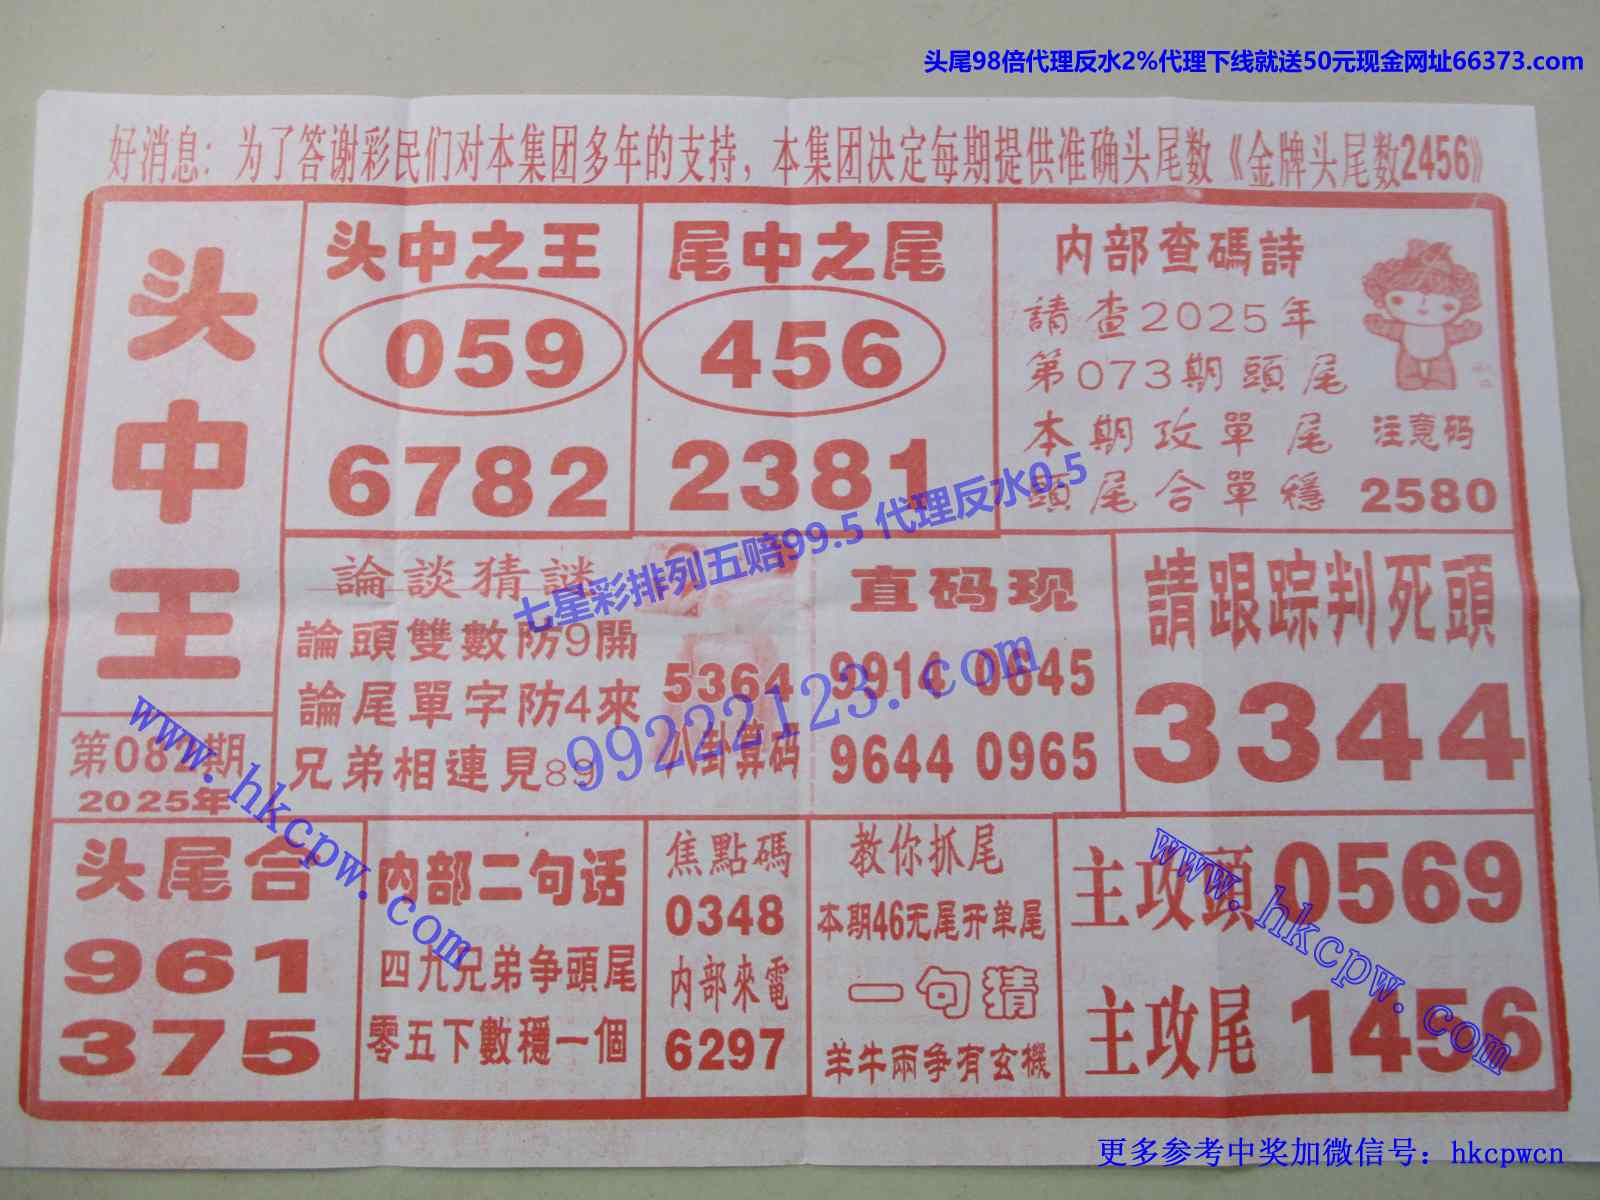 头尾98倍代理反水2%代理下线就送50元现金网址66373.com
好消息：为了答谢彩民们对本集团多年的支持，本集团决定每期提供准确头尾数《金牌头尾数2456》
头中王
第082期
2025年
头中之王
059
6782
尾中之尾
456
2381
内部查碼詩
請查2025年
第073期頭尾
本期攻單尾
頭尾合單穩
注意码
2580
論談猜謎
論頭雙數防9開
論尾單字防4來
兄弟相連見89
5364
八卦算码
直码现
9914 0645
9644 0965
請跟踪判死頭
3344
七星彩排列五赔99.5 代理反水0.5
99222123.com
www.hkcpw.com
头尾合
961
375
内部二句话
四九兄弟争頭尾
零五下數穩一個
焦點碼
0348
内部來電
6297
教你抓尾
本期46无尾开单尾
一句猜
羊牛兩争有玄機
主攻頭0569
主攻尾1456
www.hkcpw.com
更多参考中奖加微信号：hkcpwcn